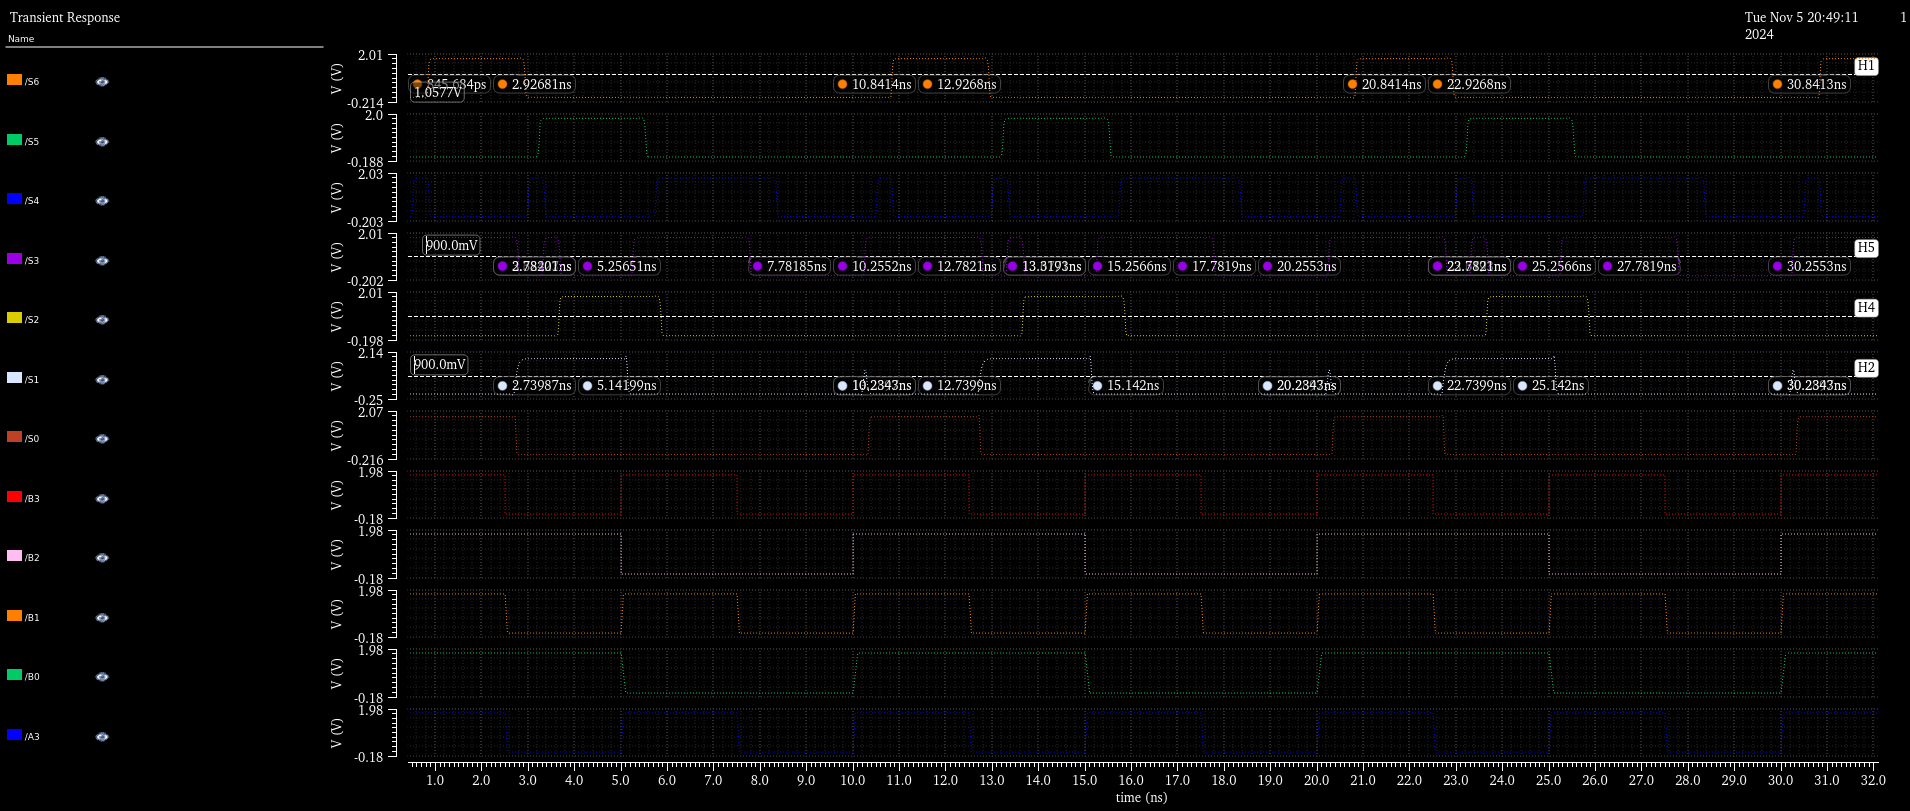 Transient Response
Tue Nov 5 20:49:11 1
2024
Name
/S6
V (V)
2.01
-0.214
2.92681ns
10.8414ns
12.9268ns
20.8414ns
22.9268ns
30.8413ns
1.0577V
H1
/S5
V (V)
2.0
-0.188
/S4
V (V)
2.03
-0.203
/S3
V (V)
2.01
-0.202
900.0mV
5.25651ns
7.78185ns
10.2552ns
12.7821ns
15.2566ns
17.7819ns
20.2553ns
25.2566ns
27.7819ns
30.2553ns
H5
/S2
V (V)
2.01
-0.198
H4
/S1
V (V)
2.14
-0.25
900.0mV
2.73987ns
5.14199ns
12.7399ns
15.142ns
22.7399ns
25.142ns
H2
/S0
V (V)
2.07
-0.216
/B3
V (V)
1.98
-0.18
/B2
V (V)
1.98
-0.18
/B1
V (V)
1.98
-0.18
/B0
V (V)
1.98
-0.18
/A3
V (V)
1.98
-0.18
1.0 2.0 3.0 4.0 5.0 6.0 7.0 8.0 9.0 10.0 11.0 12.0 13.0 14.0 15.0 16.0 17.0 18.0 19.0 20.0 21.0 22.0 23.0 24.0 25.0 26.0 27.0 28.0 29.0 30.0 31.0 32.0
time (ns)